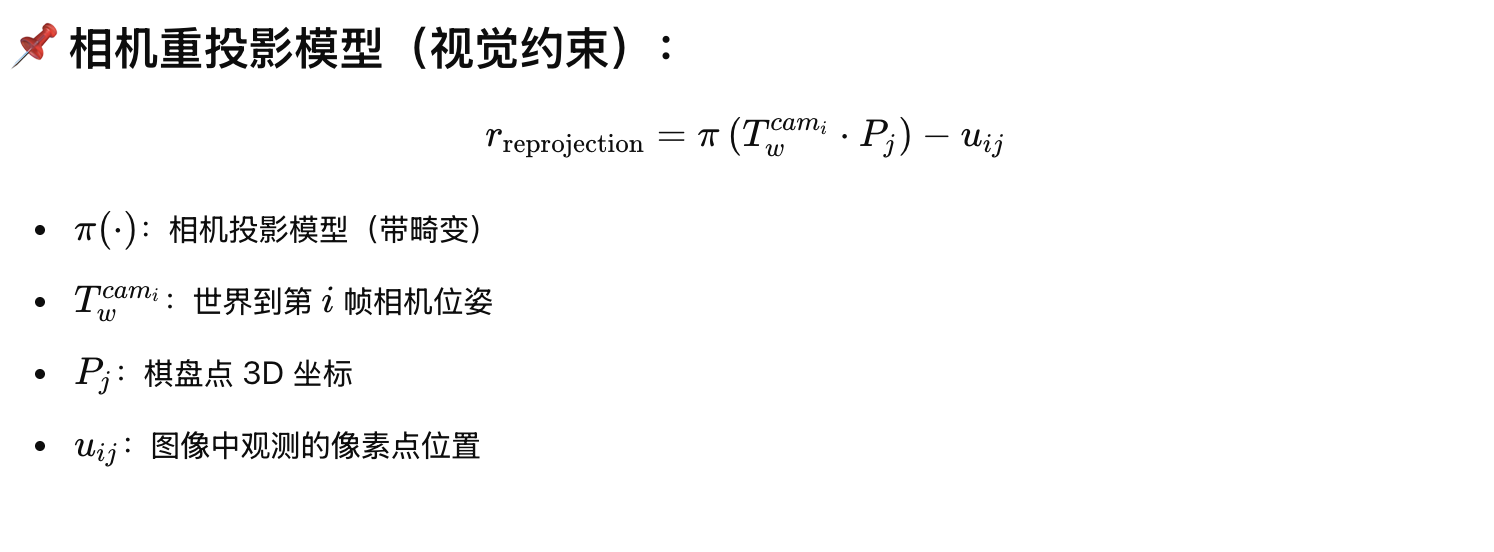 📌 相机重投影模型（视觉约束）:
r_{\text{reprojection}} = \pi \left( T_w^{cam_i} \cdot P_j \right) - u_{ij}
• π(·): 相机投影模型（带畸变）
• T_w^{cam_i}: 世界到第 i 帧相机位姿
• P_j: 棋盘点 3D 坐标
• u_{ij}: 图像中观测的像素点位置